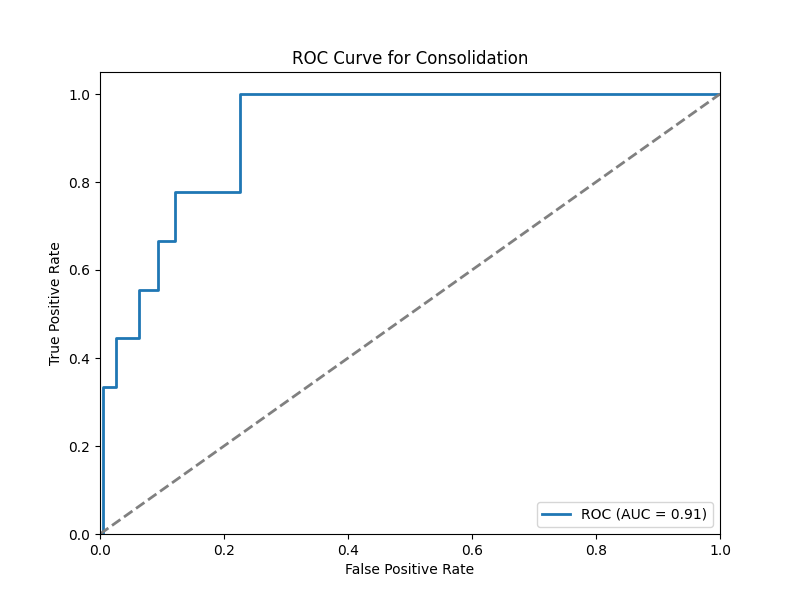 ROC Curve for Consolidation
1.0
0.8
0.6
0.4
0.2
0.0
True Positive Rate
ROC (AUC = 0.91)
0.0 0.2 0.4 0.6 0.8 1.0
False Positive Rate